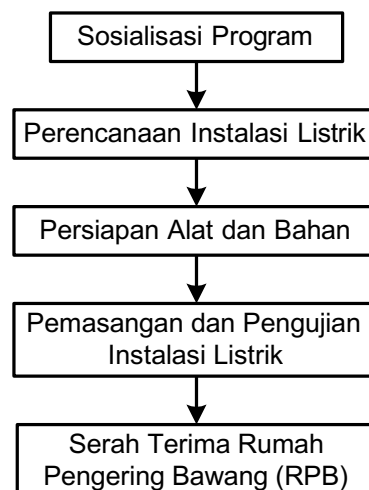 Sosialisasi Program
Perencanaan Instalasi Listrik
Persiapan Alat dan Bahan
Pemasangan dan Pengujian
Instalasi Listrik
Serah Terima Rumah
Pengering Bawang (RPB)